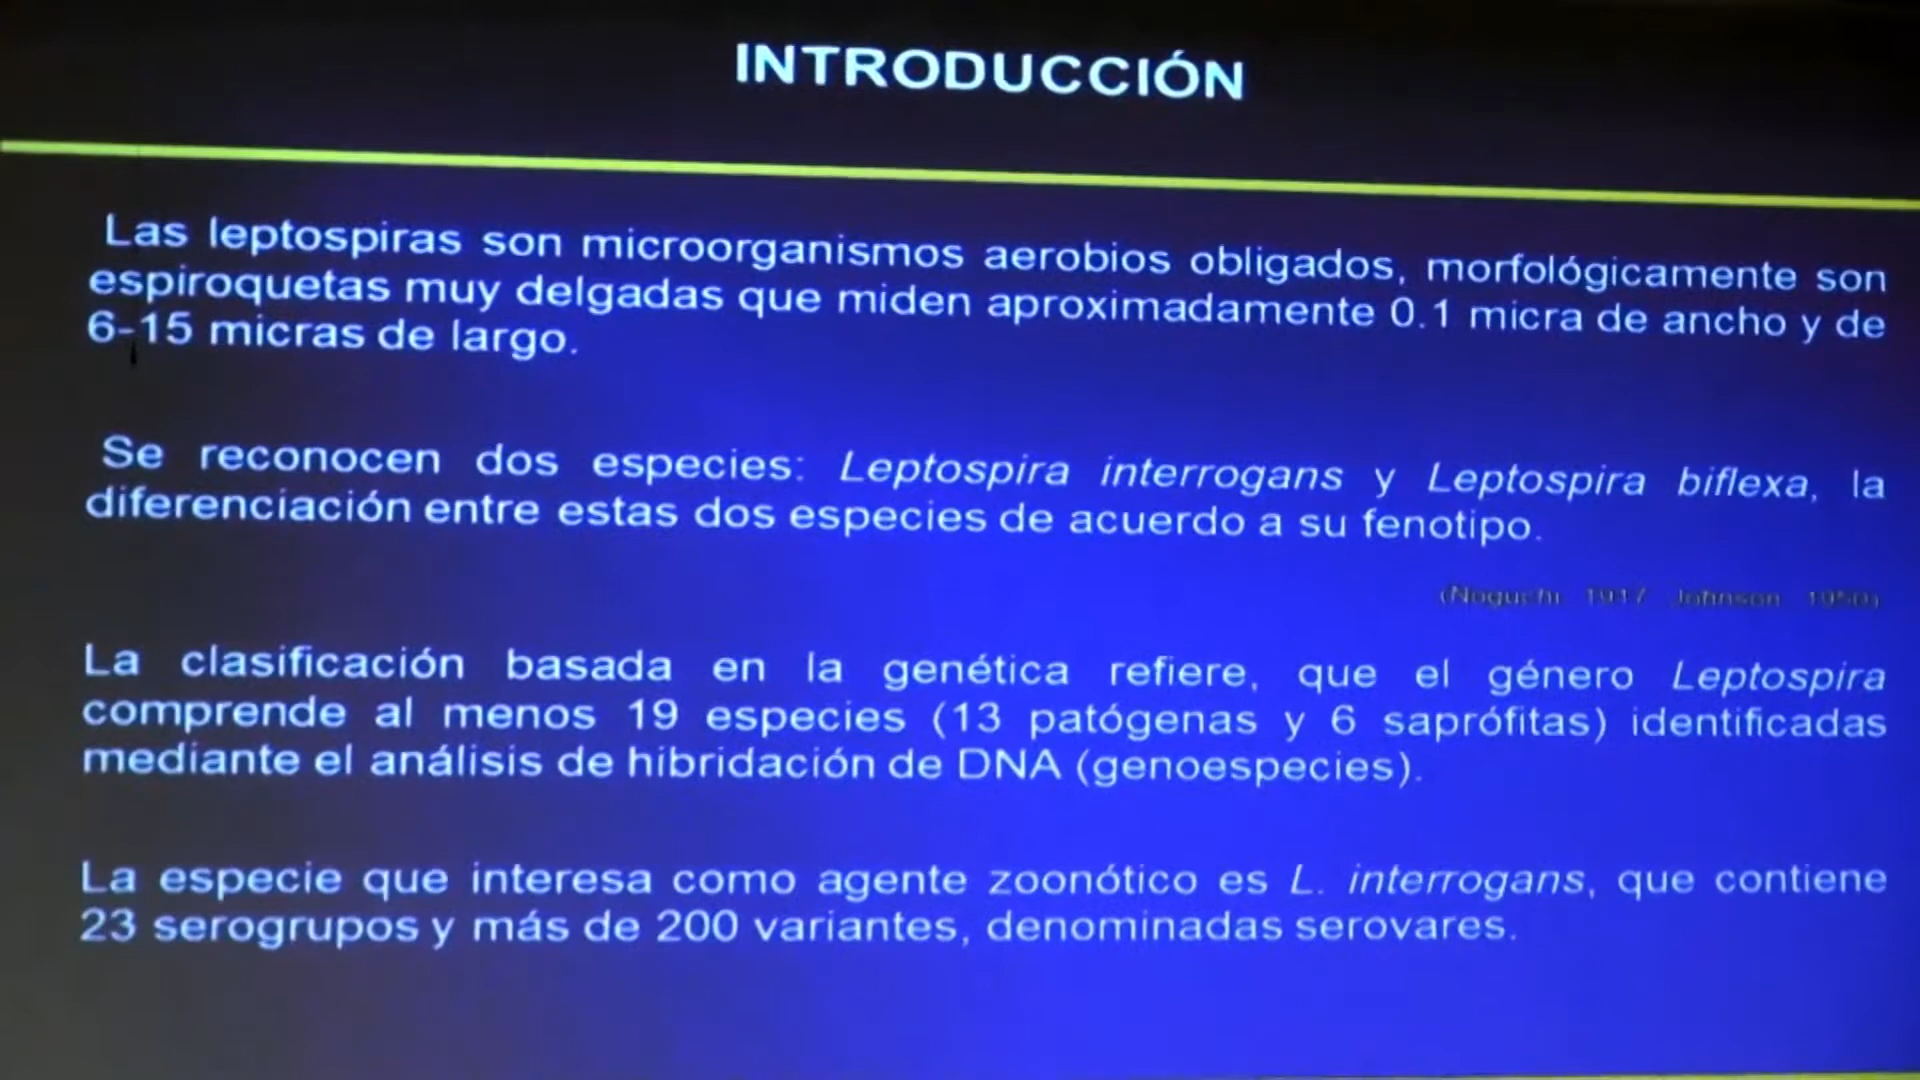 INTRODUCCIÓN
Las leptospiras son microorganismos aerobios obligados, morfológicamente son
espiroquetas muy delgadas que miden aproximadamente 0.1 micra de ancho y de
6-15 micras de largo.
Se reconocen dos especies: Leptospira interrogans y Leptospira biflexa, la
diferenciación entre estas dos especies de acuerdo a su fenotipo.
(Noguchi 1917 Johnson
La clasificación basada en la genética refiere, que el género Leptospira
comprende al menos 19 especies (13 patógenas y 6 saprófitas) identificadas
mediante el análisis de hibridación de DNA (genoespecies).
La especie que interesa como agente zoonótico es L. interrogans, que contiene
23 serogrupos y más de 200 variantes, denominadas serovares.